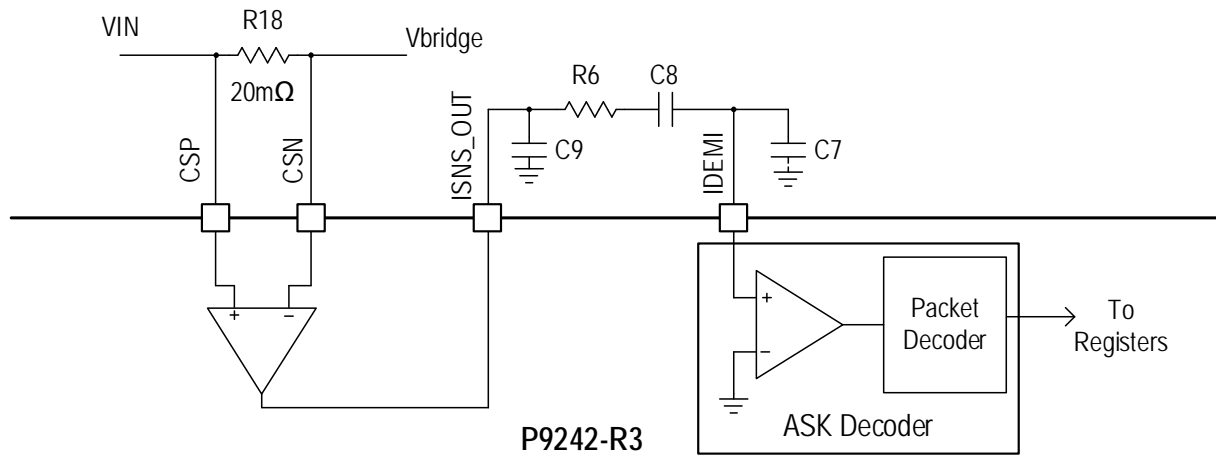 VIN
R18
Vbridge
20mΩ
CSP
CSN
ISNS_OUT
R6
C8
C9
IDEMI
C7
+
−
+
−
Packet
Decoder
To
Registers
ASK Decoder
P9242-R3